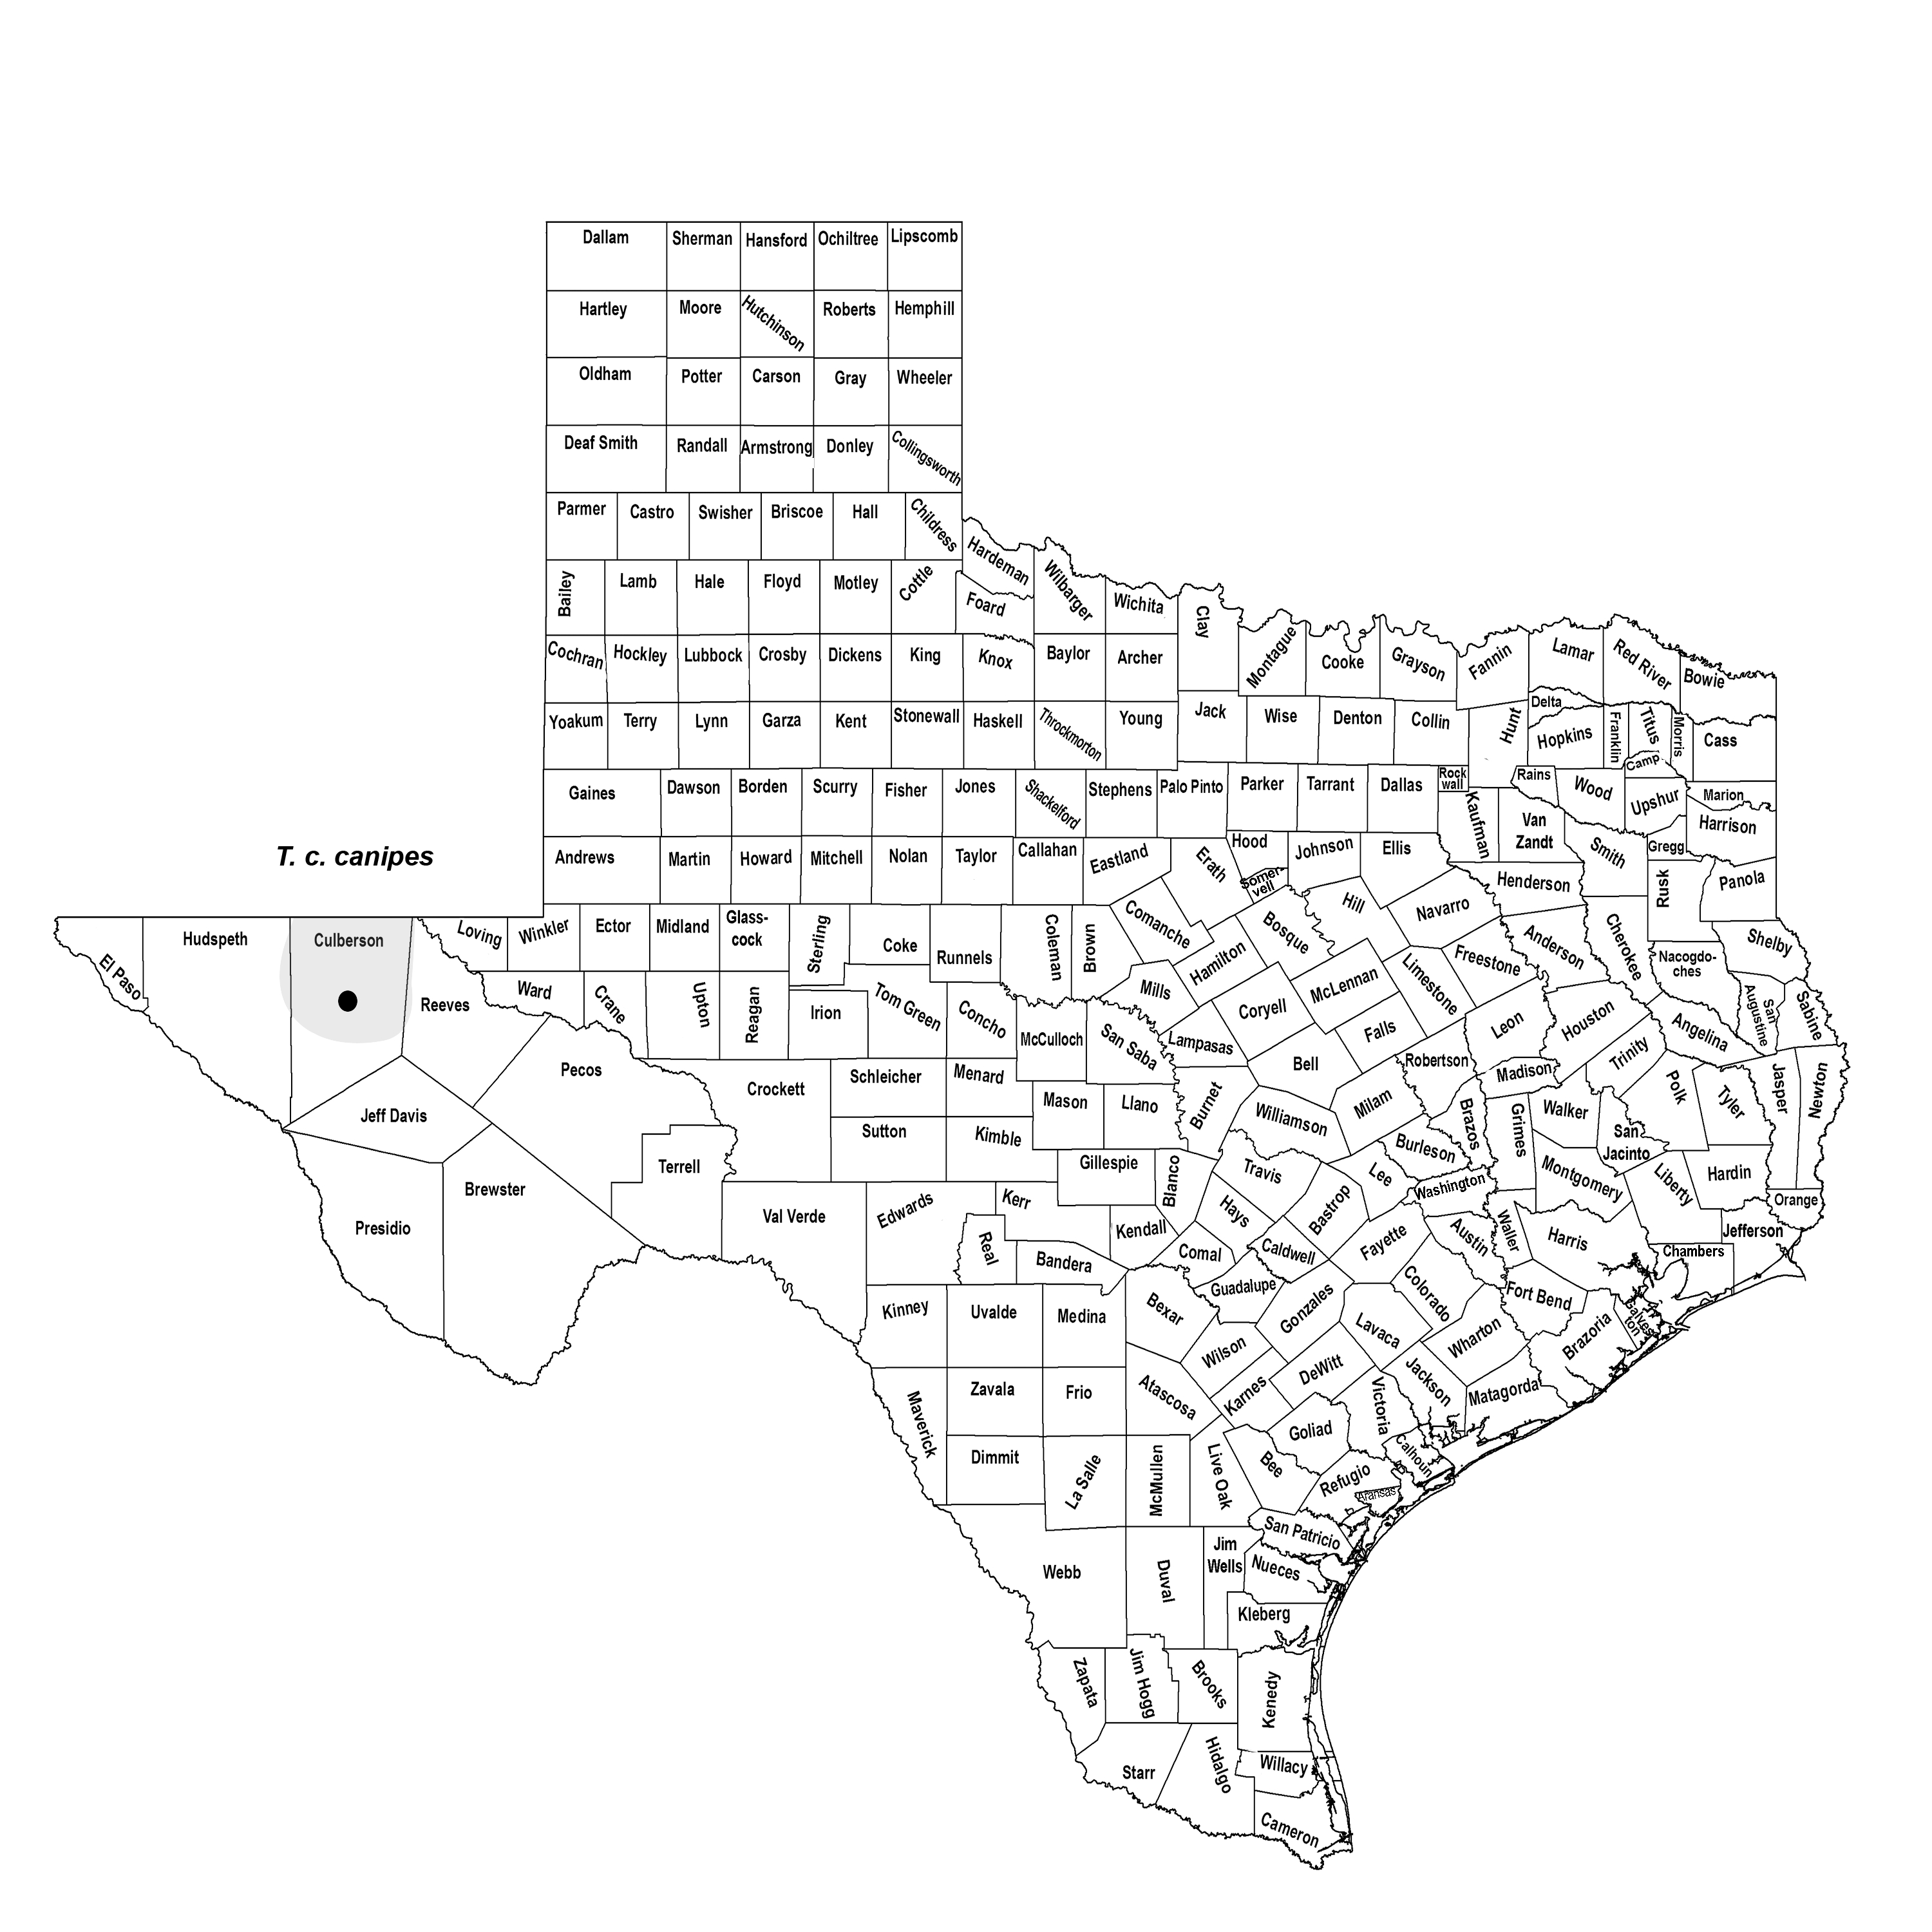 Dallam Sherman Hansford Ochiltree Lipscomb
Hartley Moore Hutchinson Roberts Hemphill
Oldham Potter Carson Gray Wheeler
Deaf Smith Randall Armstrong Donley Collingsworth
Parmer Castro Swisher Briscoe Hall Childress
Hardeman
Bailey Lamb Hale Floyd Motley Cottle Foard Wilbarger Wichita Clay
Montague Cooke Grayson Fannin Lamar Red River Bowie
Cochran Hockley Lubbock Crosby Dickens King Knox Baylor Archer
Yoakum Terry Lynn Garza Kent Stonewall Haskell Throckmorton Young Jack Wise Denton Collin Hunt
Delta Hopkins Franklin Titus Morris Cass
Camp
Gaines Dawson Borden Scurry Fisher Jones Shackelford Stephens Palo Pinto Parker Tarrant Dallas
Rock
wall
Kaufman Rains Wood Upshur Marion
Van
Zandt
Harrison
T. c. canipes
Andrews Martin Howard Mitchell Nolan Taylor Callahan Eastland Erath Hood Johnson Ellis
Somer-
vell
Henderson Smith Gregg Rusk Panola
El Paso Hudspeth Culberson Reeves Loving Winkler Ector Midland
Glass-
cock
Sterling Coke Runnels Coleman Brown Comanche Hamilton Bosque Hill Navarro
Freestone Anderson Cherokee
Nacogdo-
ches
Shelby
Ward Crane Upton Reagan Irion Tom Green Concho McCulloch San Saba Mills Lampasas Coryell McLennan Falls Limestone
Leon Houston Angelina
San
Augustine
Sabine
Jeff Davis Pecos Crockett Schleicher Menard Mason Llano Burnet Bell Milam Robertson Madison Trinity Polk Tyler Jasper Newton
Presidio Brewster Terrell Sutton Kimble Gillespie Blanco Williamson Travis Lee Burleson Brazos Grimes Walker
San
Jacinto
Washington Montgomery Liberty Hardin Orange
Val Verde Edwards Kerr Real Kendall Bandera Comal Hays Caldwell Bastrop Fayette Austin Waller Harris Jefferson
Chambers
Kinney Uvalde Medina Bexar Guadalupe Gonzales Colorado Fort Bend
Galves-
ton
Lavaca Wharton Brazoria
Maverick Zavala Frio Atascosa Wilson Karnes DeWitt Jackson Matagorda
Victoria
Dimmit La Salle McMullen Live Oak Bee Goliad Calhoun
Refugio
Aransas
San Patricio
Webb Duval
Jim
Wells
Nueces
Kleberg
Zapata Jim Hogg Brooks Kenedy
Starr Hidalgo Willacy
Cameron